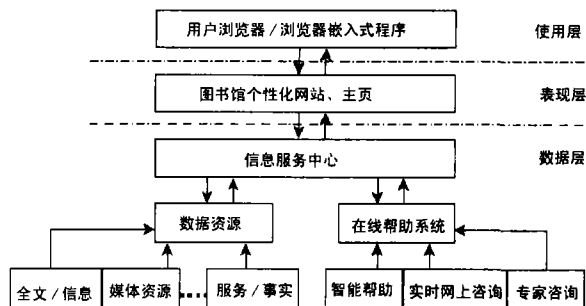 用户浏览器/浏览器嵌入式程序
使用层
图书馆个性化网站、主页
表现层
信息服务中心
数据层
数据资源
在线帮助系统
全文/信息
媒体资源
服务/事实
智能帮助
实时网上咨询
专家咨询